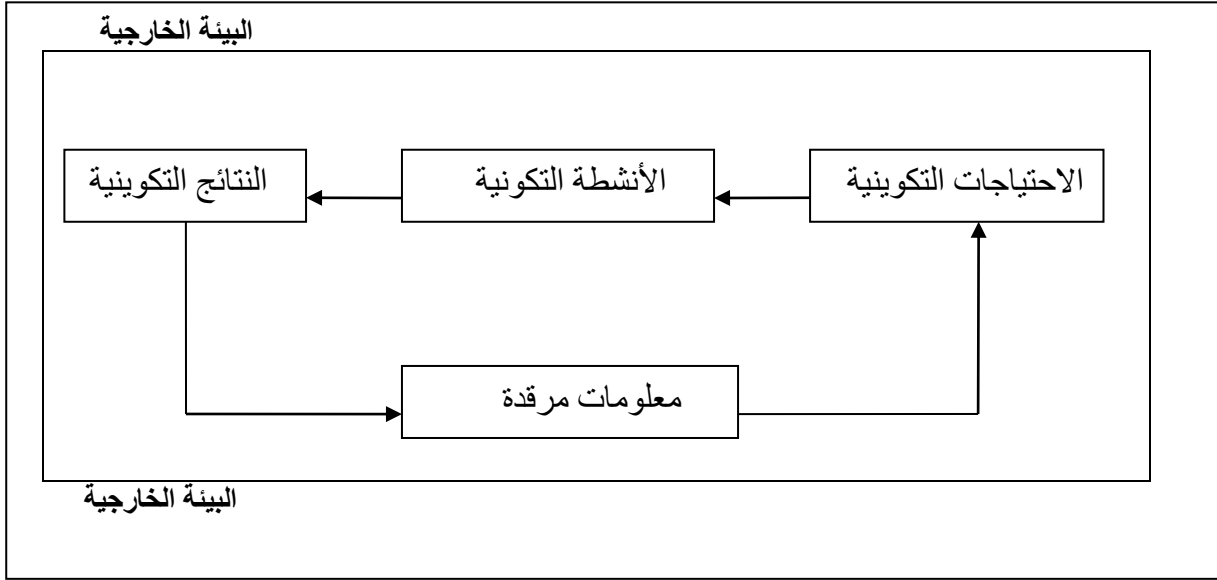 البيئة الخارجية
الاحتياجات التكوينية
الأنشطة التكونية
النتائج التكوينية
معلومات مرقدة
البيئة الخارجية